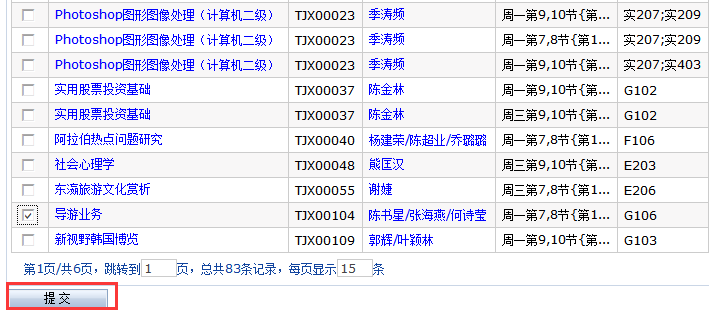 Photoshop图形图像处理（计算机二级） TJX00023 季涛频 周一第9,10节{第... 实207;实209
Photoshop图形图像处理（计算机二级） TJX00023 季涛频 周一第7,8节{第1... 实207;实209
Photoshop图形图像处理（计算机二级） TJX00023 季涛频 周一第9,10节{第... 实207;实403
实用股票投资基础 TJX00037 陈金林 周一第9,10节{第... G102
实用股票投资基础 TJX00037 陈金林 周三第9,10节{第... G102
阿拉伯热点问题研究 TJX00040 杨建荣/陈超业/乔璐璐 周一第7,8节{第1... F106
社会心理学 TJX00048 熊匡汉 周三第9,10节{第... E203
东瀛旅游文化赏析 TJX00055 谢婕 周三第7,8节{第1... E206
导游业务 TJX00104 陈书星/张海燕/何诗莹 周一第7,8节{第1... G106
新视野韩国博览 TJX00109 郭辉/叶颖林 周一第9,10节{第... G103
第1页/共6页，跳转到 1 页，总共83条记录，每页显示 15 条
提交